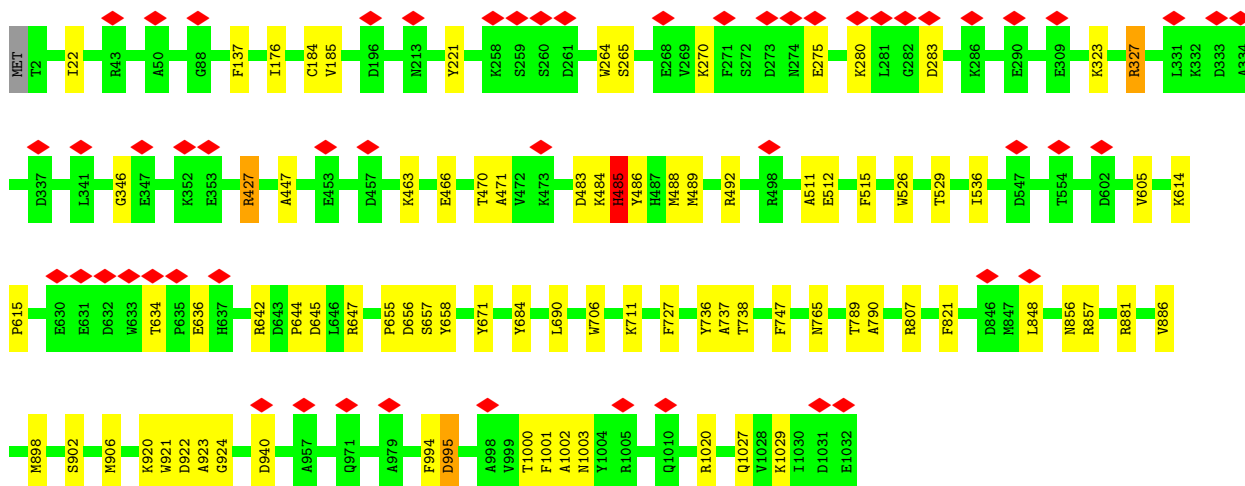 MET T2 I22 R43 A50 G88 F137 I176 C184 V185 D196 N213 Y221 K258 S259 S260 D261 W264 S265 E268 V269 K270 F271 S272 D273 N274 E275 K280 L281 G282 D283 K286 E290 E309 K323 R327 L331 K332 D333 A334
D337 L341 G346 E347 K352 E353 R427 A447 E453 D457 K463 E466 T470 A471 V472 K473 D483 K484 H485 Y486 H487 M488 M489 R492 R498 A511 E512 F515 W526 T529 I536 D547 T554 D602 V605 K614
P615 E630 E631 D632 W633 T634 P635 E636 H637 R642 D643 P644 D645 L646 R647 P655 D656 S657 Y658 Y671 Y684 L690 W706 K711 F727 Y736 A737 T738 F747 N765 T789 A790 R807 F821 D846 M847 L848 N856 R857 R881 V886
M898 S902 M906 K920 W921 D922 A923 G924 D940 A957 Q971 A979 F994 D995 A998 V999 T1000 F1001 A1002 N1003 Y1004 R1005 Q1010 R1020 Q1027 V1028 K1029 I1030 D1031 E1032